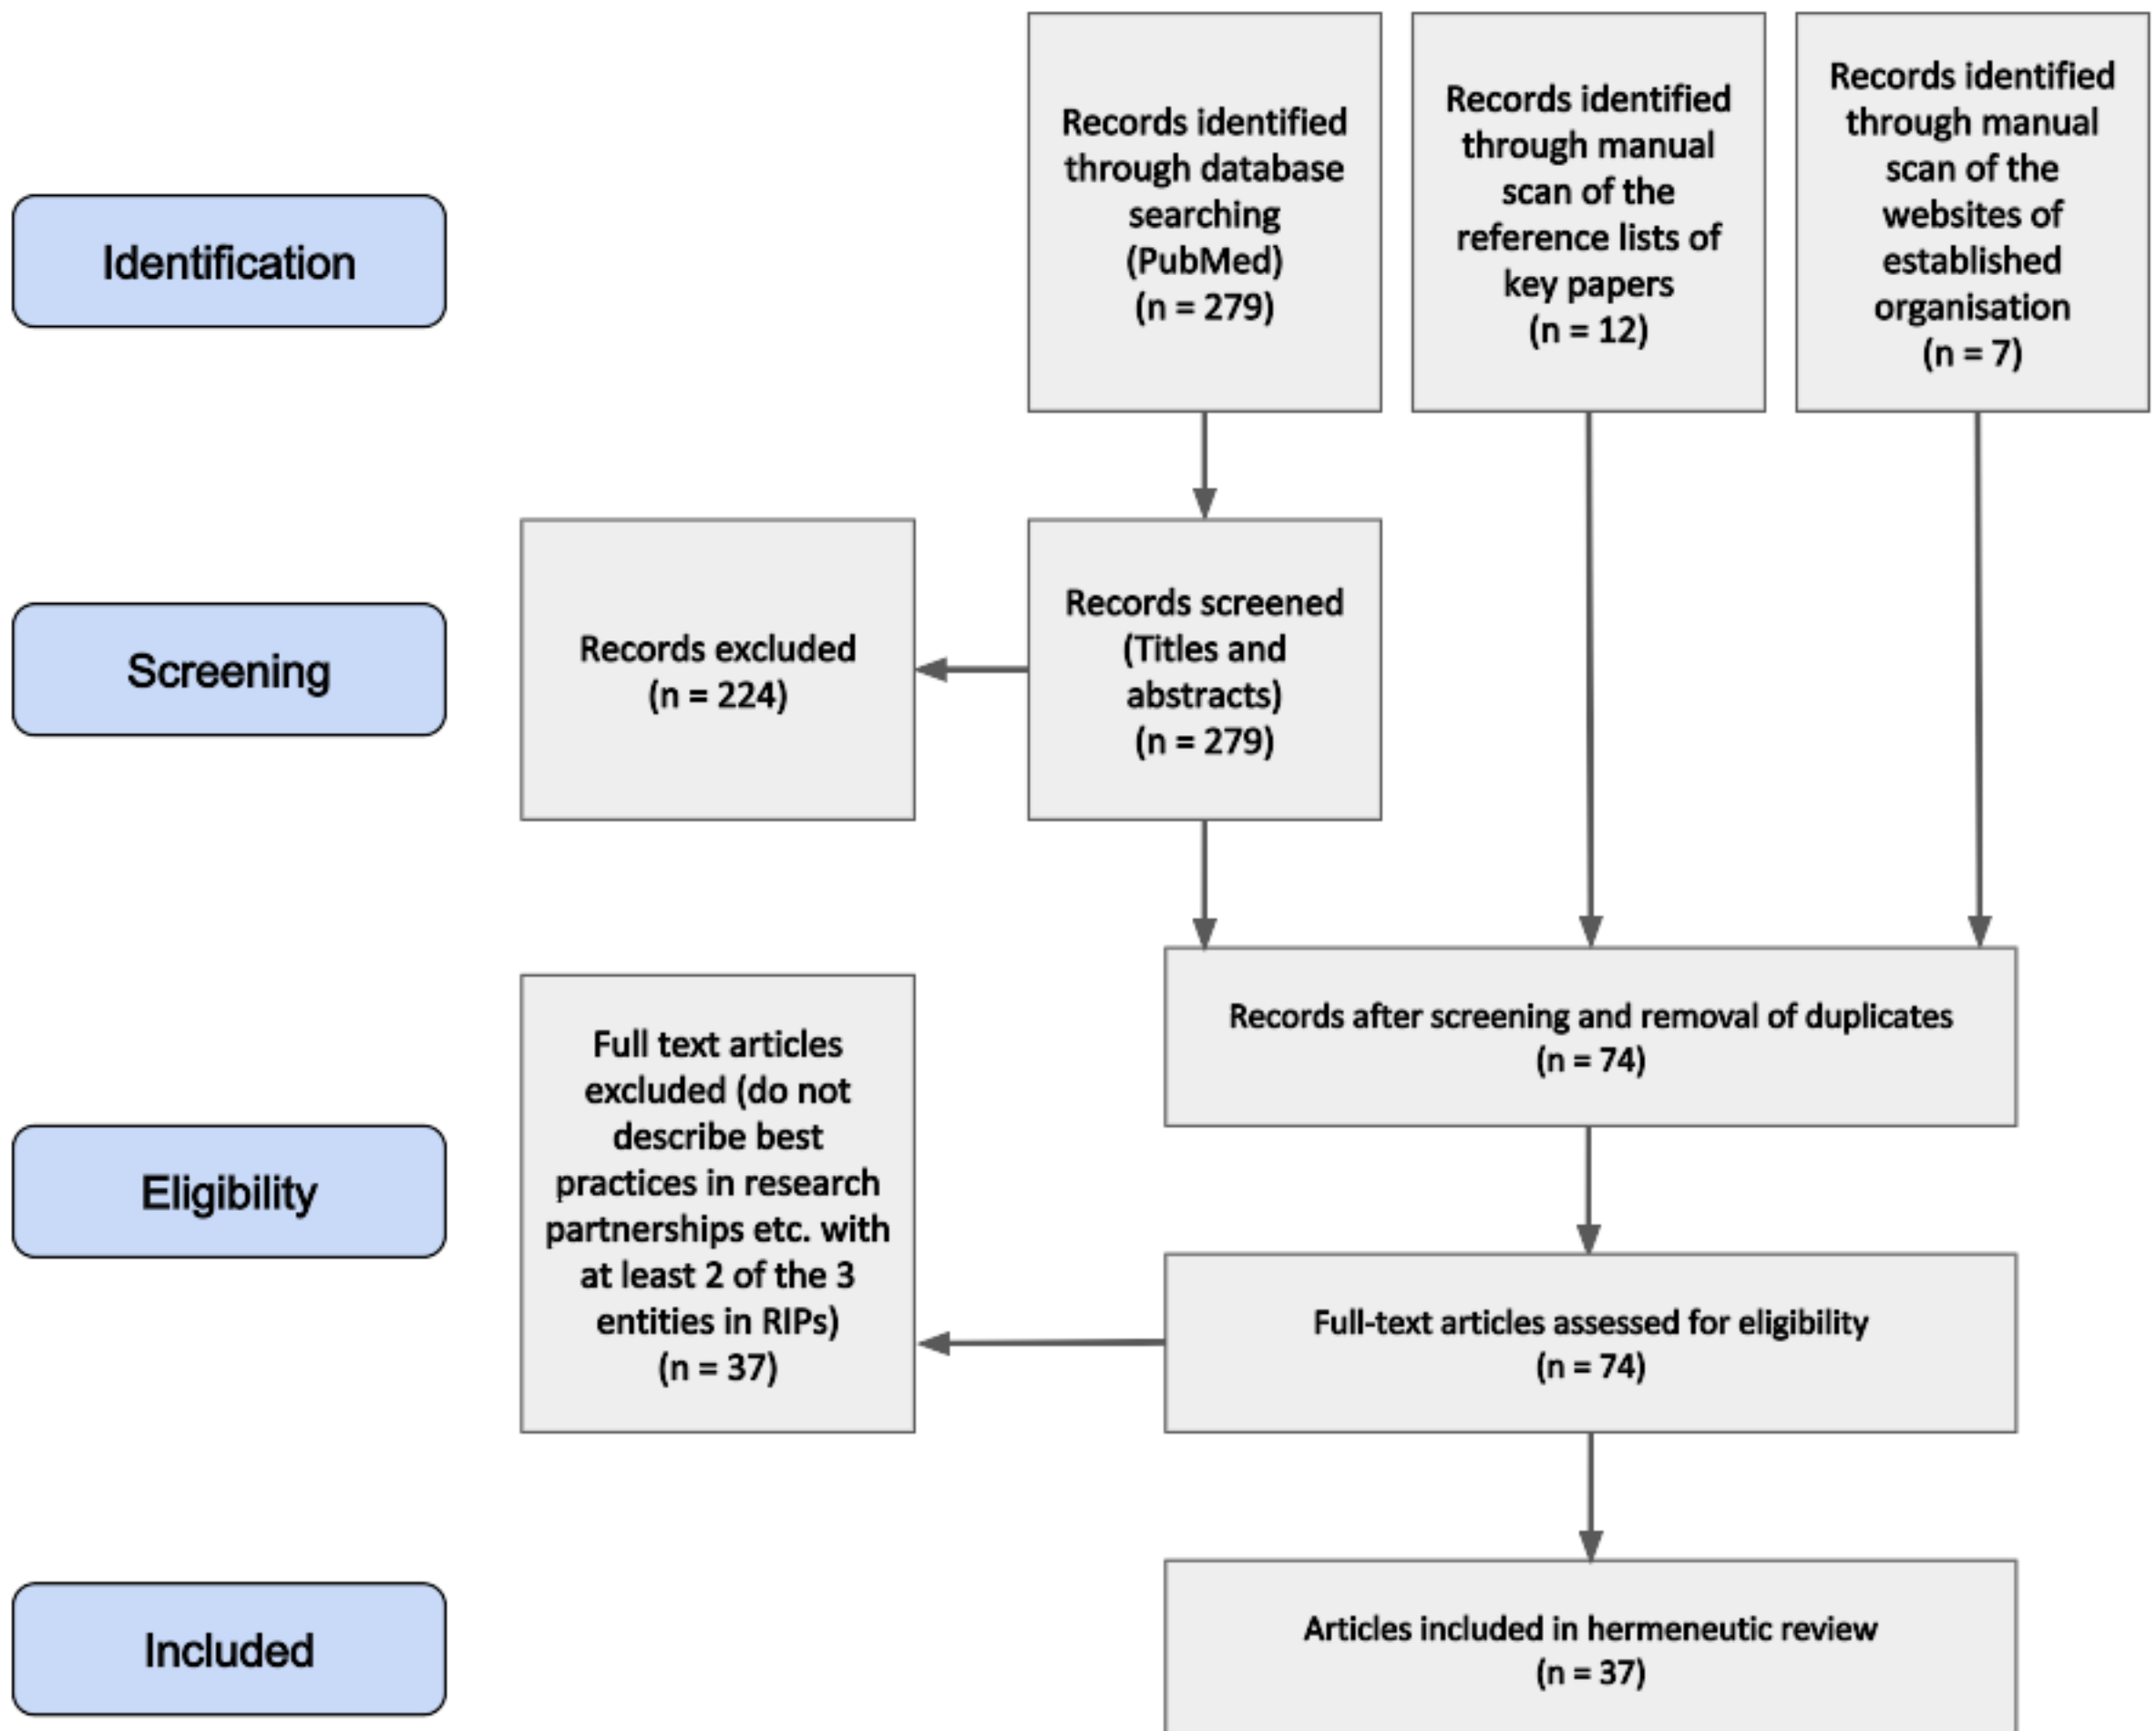 Identification
Records identified
through database
searching
(PubMed)
(n = 279)
Records identified
through manual
scan of the
reference lists of
key papers
(n = 12)
Records identified
through manual
scan of the
websites of
established
organisation
(n = 7)
Screening
Records excluded
(n = 224)
Records screened
(Titles and
abstracts)
(n = 279)
Eligibility
Full text articles
excluded (do not
describe best
practices in research
partnerships etc. with
at least 2 of the 3
entities in RIPs)
(n = 37)
Records after screening and removal of duplicates
(n = 74)
Full-text articles assessed for eligibility
(n = 74)
Included
Articles included in hermeneutic review
(n = 37)